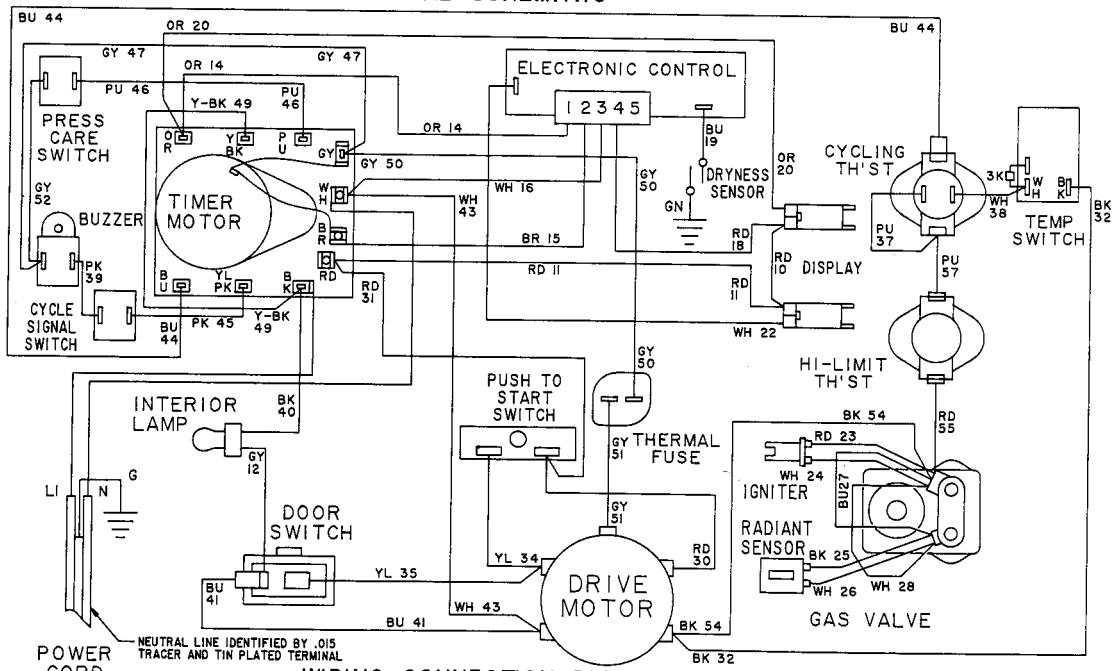 BU 44
OR 20
BU 44
GY 47
GY 47
OR 14
ELECTRONIC CONTROL
PU 46
PU
46
Y-BK 49
1 2 3 4 5
PRESS
CARE
SWITCH
OR 14
BU
19
CYCLING
TH'ST
O
R
Y
BK
P
U
GY
GY 50
GY
50
DRYNESS
SENSOR
OR
20
3K
W
H
B
K
GY
52
BUZZER
TIMER
MOTOR
W
H
WH 16
WH
43
GN
WH
38
TEMP
SWITCH
BK
32
B
R
BR 15
RD
18
PU
37
PK
39
RD
RD 11
RD
10
DISPLAY
PU
57
B
U
YL
PK
B
K
RD
31
RD
11
CYCLE
SIGNAL
SWITCH
BU
44
PK 45
Y-BK
49
WH 22
GY
50
HI-LIMIT
TH'ST
PUSH TO
START
SWITCH
INTERIOR
LAMP
BK
40
BK 54
RD
55
GY
51
THERMAL
FUSE
RD 23
GY
12
WH 24
IGNITER
BU27
L1
N
G
DOOR
SWITCH
GY
51
RADIANT
SENSOR
YL 34
RD
30
BK 25
BU
41
YL 35
DRIVE
MOTOR
WH 26
WH 28
GAS VALVE
WH 43
BU 41
BK 54
BK 32
NEUTRAL LINE IDENTIFIED BY .015
TRACER AND TIN PLATED TERMINAL
POWER